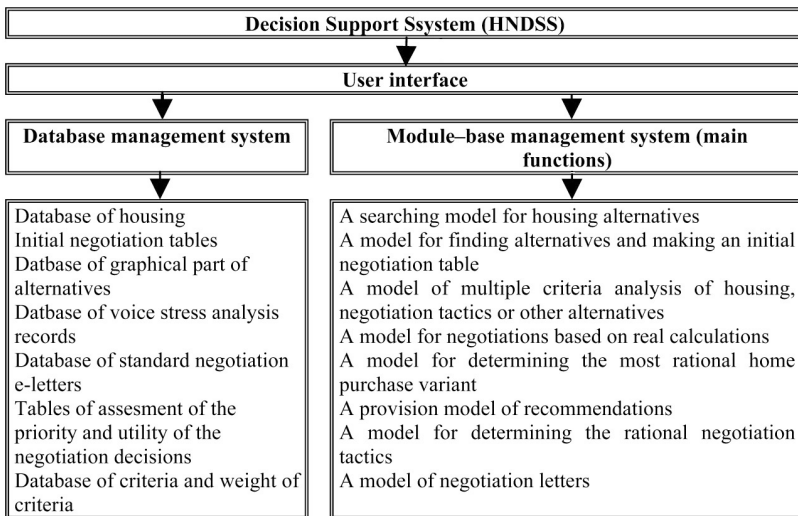 Decision Support Ssystem (HNDSS)
User interface
Database management system
Module–base management system (main
functions)
Database of housing
Initial negotiation tables
Datbase of graphical part of
alternatives
Datbase of voice stress analysis
records
Database of standard negotiation
e-letters
Tables of assesment of the
priority and utility of the
negotiation decisions
Database of criteria and weight of
criteria
A searching model for housing alternatives
A model for finding alternatives and making an initial
negotiation table
A model of multiple criteria analysis of housing,
negotiation tactics or other alternatives
A model for negotiations based on real calculations
A model for determining the most rational home
purchase variant
A provision model of recommendations
A model for determining the rational negotiation
tactics
A model of negotiation letters